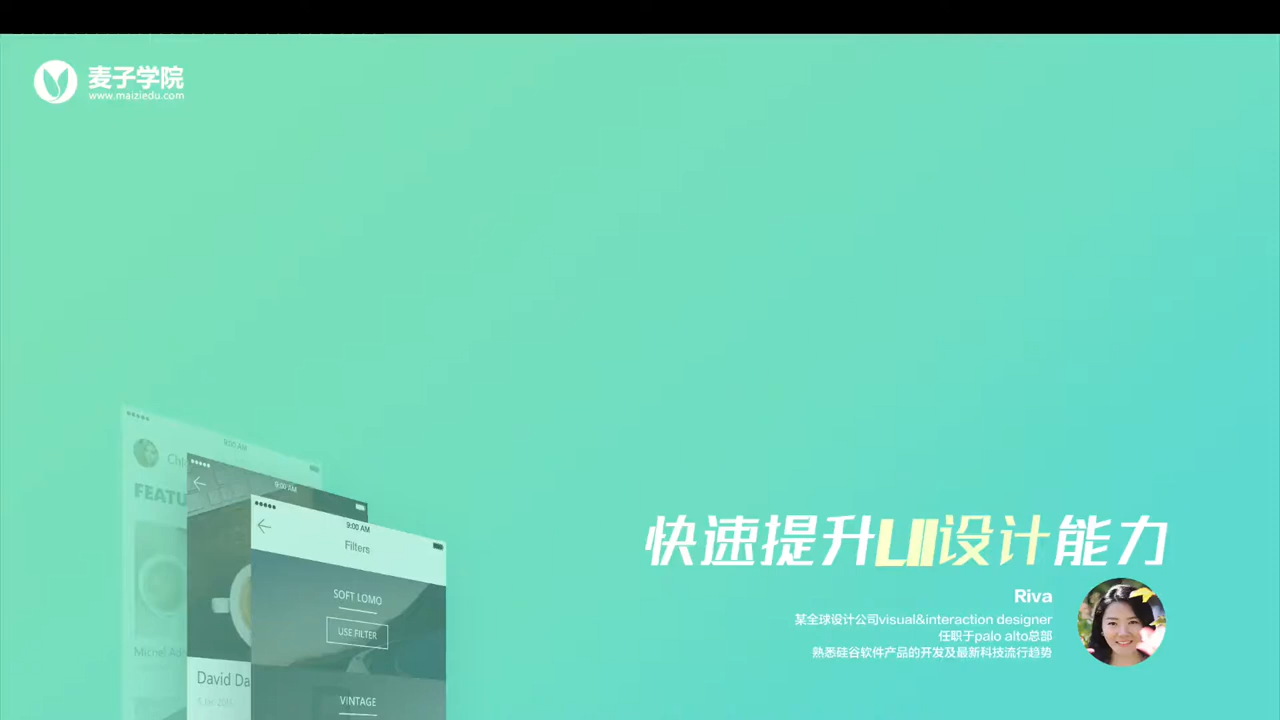 麦子学院
www.maiziedu.com
9:00 AM
FEATU
9:00 AM
David Da
9:00 AM
Filters
SOFT LOMO
USE FILTER
VINTAGE
快速提升UI设计能力
Riva
某全球设计公司visual&interaction designer
任职于palo alto总部
熟悉硅谷软件产品的开发及最新科技流行趋势